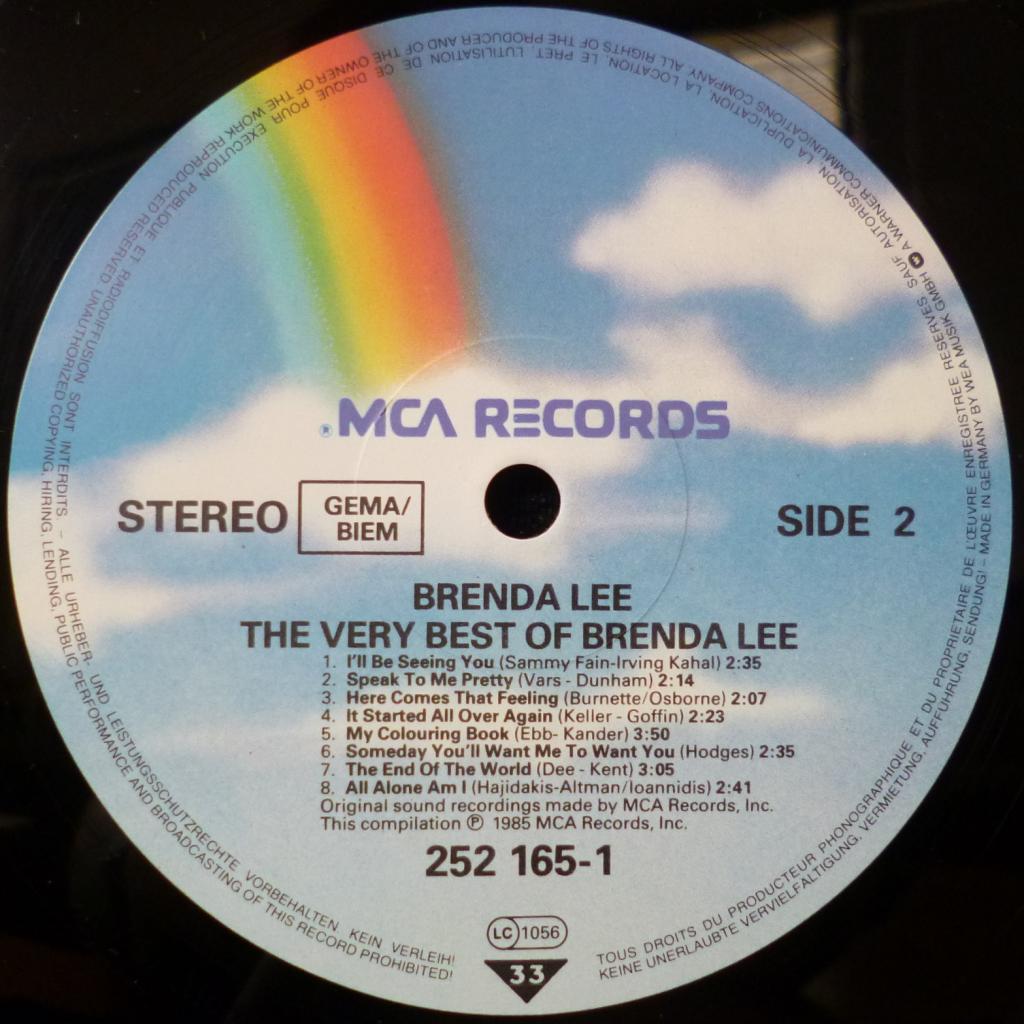 ® MCA RECORDS
STEREO
GEMA/
BIEM
SIDE 2
BRENDA LEE
THE VERY BEST OF BRENDA LEE
1. I'll Be Seeing You (Sammy Fain-Irving Kahal) 2:35
2. Speak To Me Pretty (Vars - Dunham) 2:14
3. Here Comes That Feeling (Burnette/Osborne) 2:07
4. It Started All Over Again (Keller - Goffin) 2:23
5. My Colouring Book (Ebb- Kander) 3:50
6. Someday You'll Want Me To Want You (Hodges) 2:35
7. The End Of The World (Dee - Kent) 3:05
8. All Alone Am I (Hajidakis-Altman/Ioannidis) 2:41
Original sound recordings made by MCA Records, Inc.
This compilation ℗ 1985 MCA Records, Inc.
252 165-1
LC 1056
33
TOUS DROITS DU PRODUCTEUR PHONOGRAPHIQUE ET DU PROPRIETAIRE DE L'ŒUVRE ENREGISTREE RESERVES. SAUF AUTORISATION, LA DUPLICATION, LA LOCATION, LE PRET, L'UTILISATION DE CE DISQUE POUR EXECUTION PUBLIQUE ET RADIODIFFUSION SONT INTERDITS. – ALLE URHEBER- UND LEISTUNGSSCHUTZRECHTE VORBEHALTEN. KEIN VERLEIH!
KEINE UNERLAUBTE VERVIELFÄLTIGUNG, VERMIETUNG, AUFFÜHRUNG, SENDUNG! – MADE IN GERMANY BY WEA MUSIK GMBH A WARNER COMMUNICATIONS COMPANY. ALL RIGHTS OF THE PRODUCER AND OF THE OWNER OF THE WORK REPRODUCED RESERVED. UNAUTHORIZED COPYING, HIRING, LENDING, PUBLIC PERFORMANCE AND BROADCASTING OF THIS RECORD PROHIBITED!